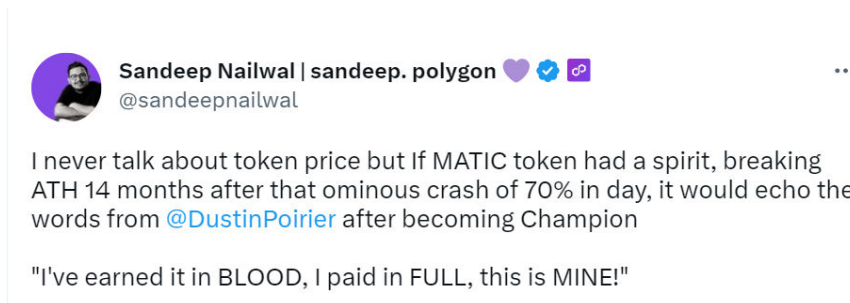 Sandeep Nailwal | sandeep. polygon
@sandeepnailwal
I never talk about token price but If MATIC token had a spirit, breaking
ATH 14 months after that ominous crash of 70% in day, it would echo the
words from @DustinPoirier after becoming Champion
"I've earned it in BLOOD, I paid in FULL, this is MINE!"